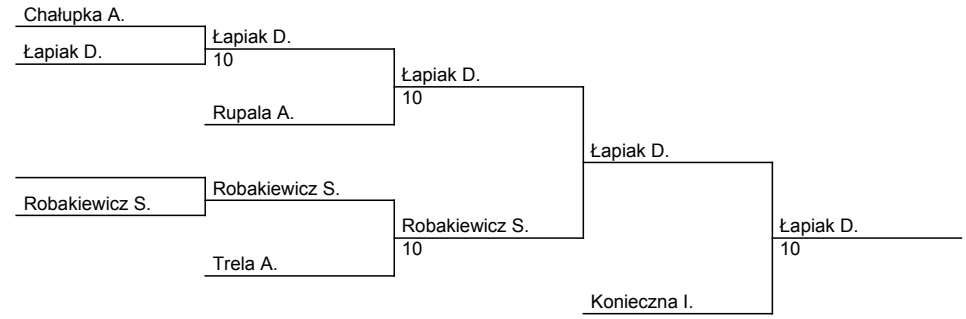 Chałupka A.
Łapiak D.
Łapiak D.
10
Łapiak D.
10
Rupala A.
Łapiak D.
Robakiewicz S.
Robakiewicz S.
Robakiewicz S.
10
Łapiak D.
10
Trela A.
Konieczna I.